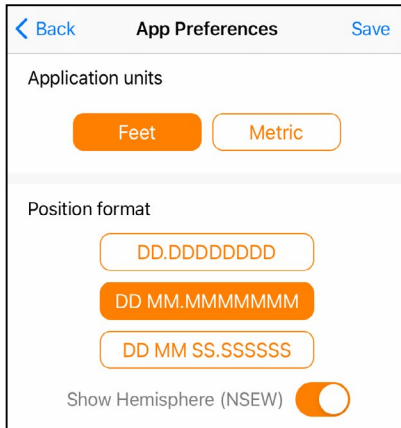 Back App Preferences Save
Application units
Feet Metric
Position format
DD.DDDDDDDD
DD MM.MMMMMMM
DD MM SS.SSSSSS
Show Hemisphere (NSEW)